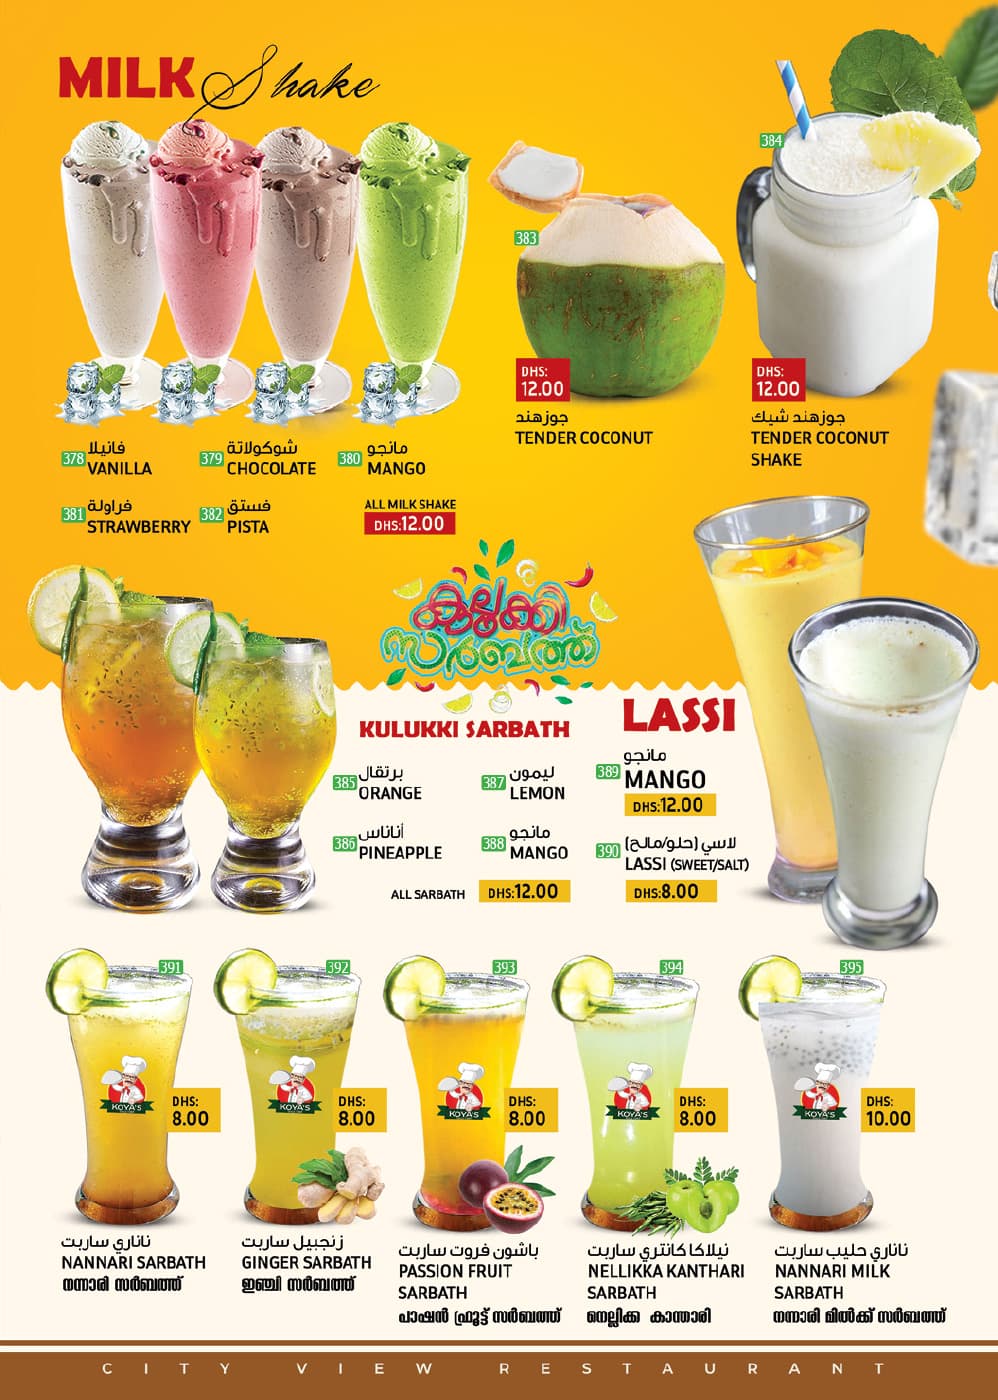 MILK Shake
384
383
DHS:
12.00
جوزهند
TENDER COCONUT
DHS:
12.00
جوزهند شيك
TENDER COCONUT
SHAKE
378 فانيلا
VANILLA
379 شوكولاتة
CHOCOLATE
380 مانجو
MANGO
381 فراولة
STRAWBERRY
382 فستق
PISTA
ALL MILK SHAKE
DHS:12.00
കുലുക്കി
സർബത്ത്
KULUKKI SARBATH
385 برتقال
ORANGE
387 ليمون
LEMON
386 أناناس
PINEAPPLE
388 مانجو
MANGO
ALL SARBATH DHS:12.00
LASSI
389 مانجو
MANGO
DHS:12.00
390 لاسي (حلو/مالح)
LASSI (SWEET/SALT)
DHS:8.00
391
KOYA'S
DHS:
8.00
ناناري ساربت
NANNARI SARBATH
നന്നാരി സർബത്ത്
392
KOYA'S
DHS:
8.00
زنجبيل ساربت
GINGER SARBATH
ഇഞ്ചി സർബത്ത്
393
KOYA'S
DHS:
8.00
باشون فروت ساربت
PASSION FRUIT
SARBATH
പാഷൻ ഫ്രൂട്ട് സർബത്ത്
394
KOYA'S
DHS:
8.00
نيلاكا كانتري ساربت
NELLIKKA KANTHARI
SARBATH
നെല്ലിക്ക കാന്താരി
395
KOYA'S
DHS:
10.00
ناناري حليب ساربت
NANNARI MILK
SARBATH
നന്നാരി മിൽക്ക് സർബത്ത്
CITY VIEW RESTAURANT